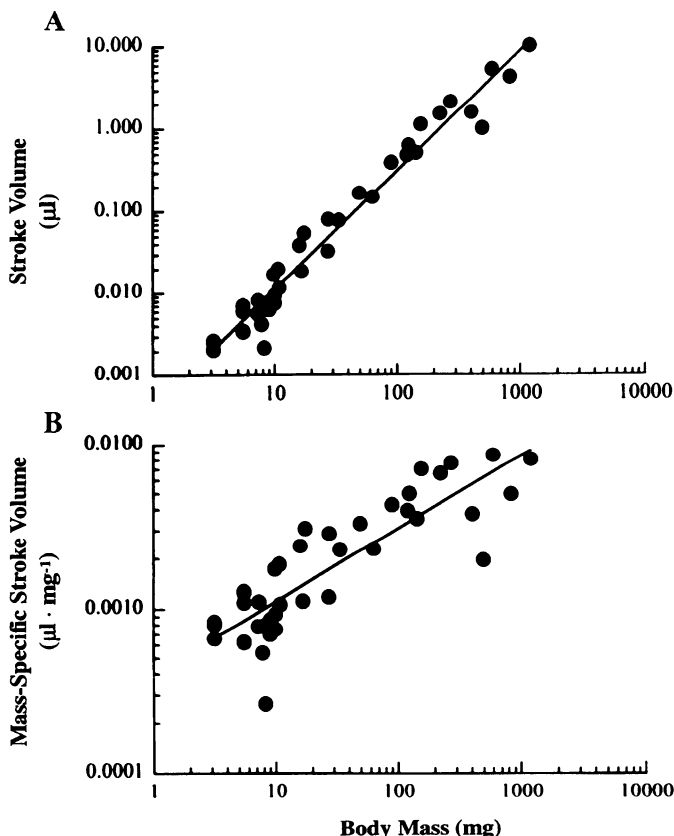 A
10.000
1.000
0.100
0.010
0.001
Stroke Volume
(µl)
1 10 100 1000 10000
B
0.0100
0.0010
0.0001
Mass-Specific Stroke Volume
(µl · mg⁻¹)
1 10 100 1000 10000
Body Mass (mg)